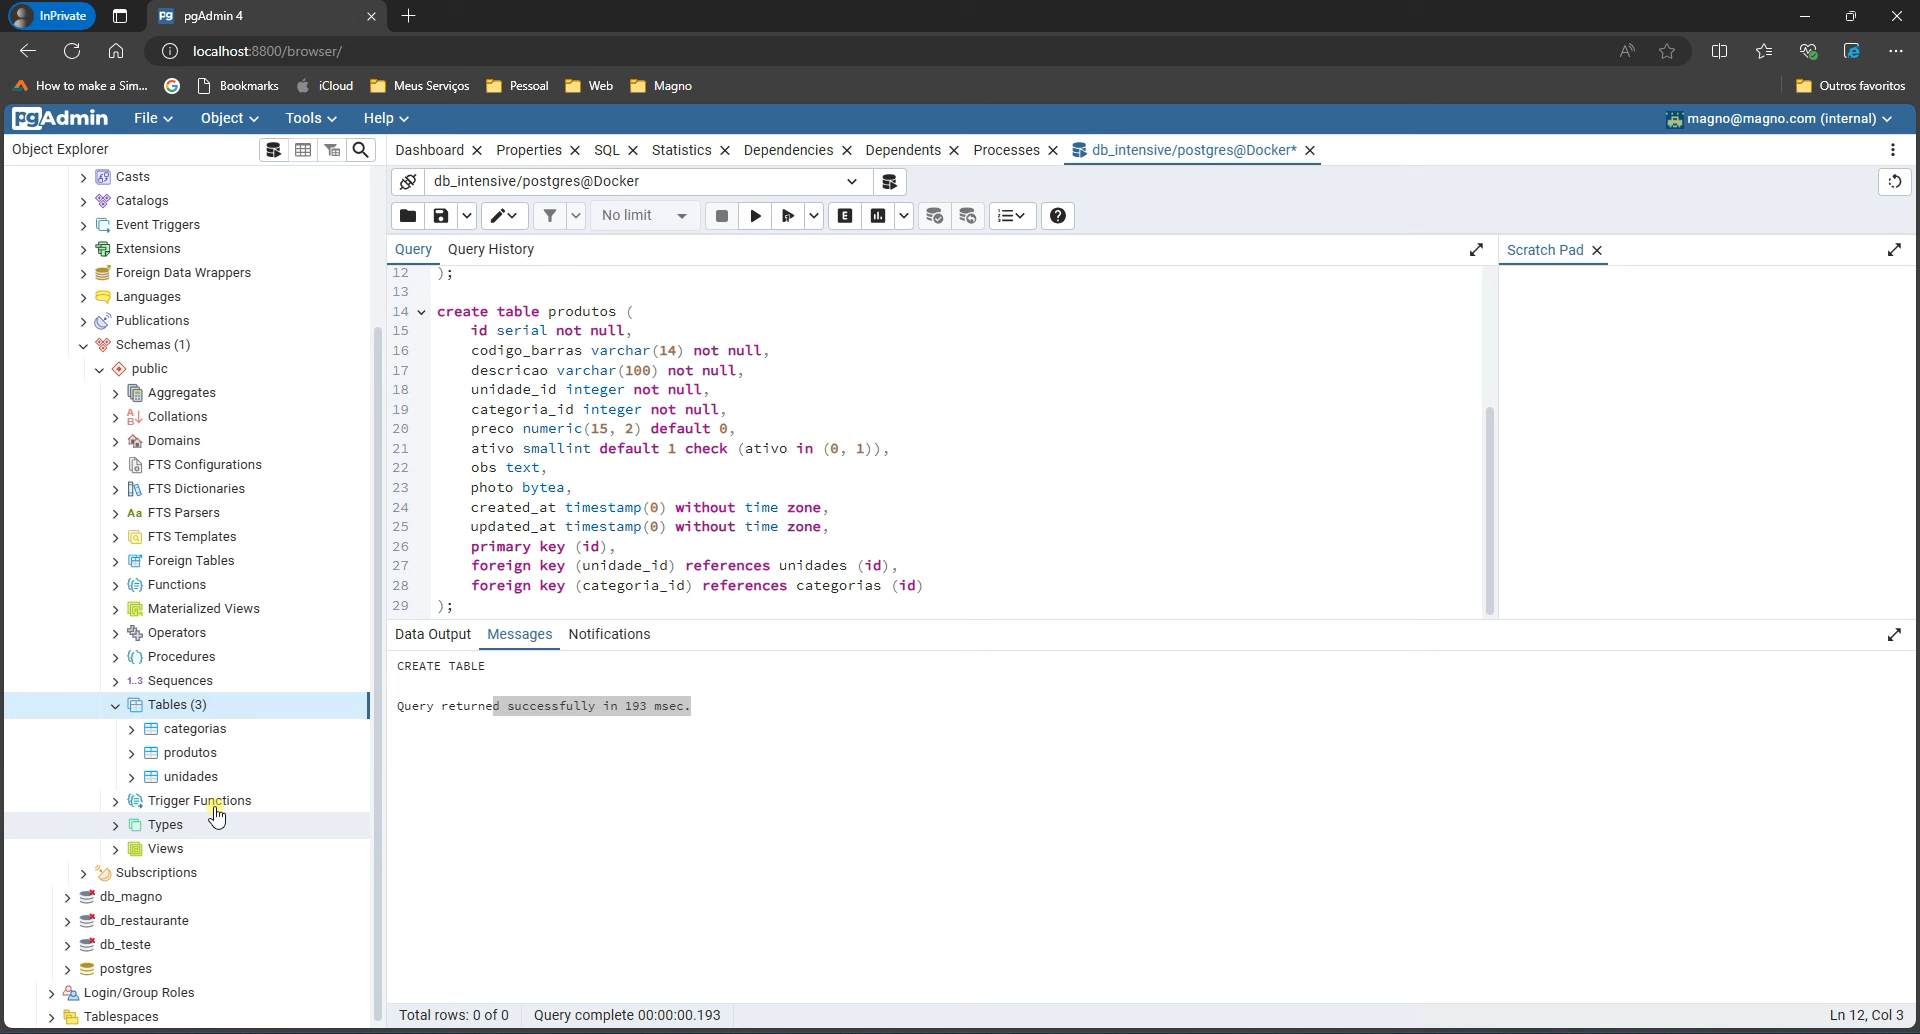 InPrivate
pgAdmin 4
localhost:8800/browser/
How to make a Sim...
Bookmarks
iCloud
Meus Serviços
Pessoal
Web
Magno
Outros favoritos
pgAdmin
File
Object
Tools
Help
magno@magno.com (internal)
Object Explorer
Dashboard
Properties
SQL
Statistics
Dependencies
Dependents
Processes
db_intensive/postgres@Docker*
Casts
Catalogs
Event Triggers
Extensions
Foreign Data Wrappers
Languages
Publications
Schemas (1)
public
Aggregates
Collations
Domains
FTS Configurations
FTS Dictionaries
Aa FTS Parsers
FTS Templates
Foreign Tables
Functions
Materialized Views
Operators
Procedures
1..3 Sequences
Tables (3)
categorias
produtos
unidades
Trigger Functions
Types
Views
Subscriptions
db_magno
db_restaurante
db_teste
postgres
Login/Group Roles
Tablespaces
db_intensive/postgres@Docker
No limit
E
Query
Query History
Scratch Pad
12 );
13
14 create table produtos (
15 id serial not null,
16 codigo_barras varchar(14) not null,
17 descricao varchar(100) not null,
18 unidade_id integer not null,
19 categoria_id integer not null,
20 preco numeric(15, 2) default 0,
21 ativo smallint default 1 check (ativo in (0, 1)),
22 obs text,
23 photo bytea,
24 created_at timestamp(0) without time zone,
25 updated_at timestamp(0) without time zone,
26 primary key (id),
27 foreign key (unidade_id) references unidades (id),
28 foreign key (categoria_id) references categorias (id)
29 );
Data Output
Messages
Notifications
CREATE TABLE
Query returned successfully in 193 msec.
Total rows: 0 of 0
Query complete 00:00:00.193
Ln 12, Col 3